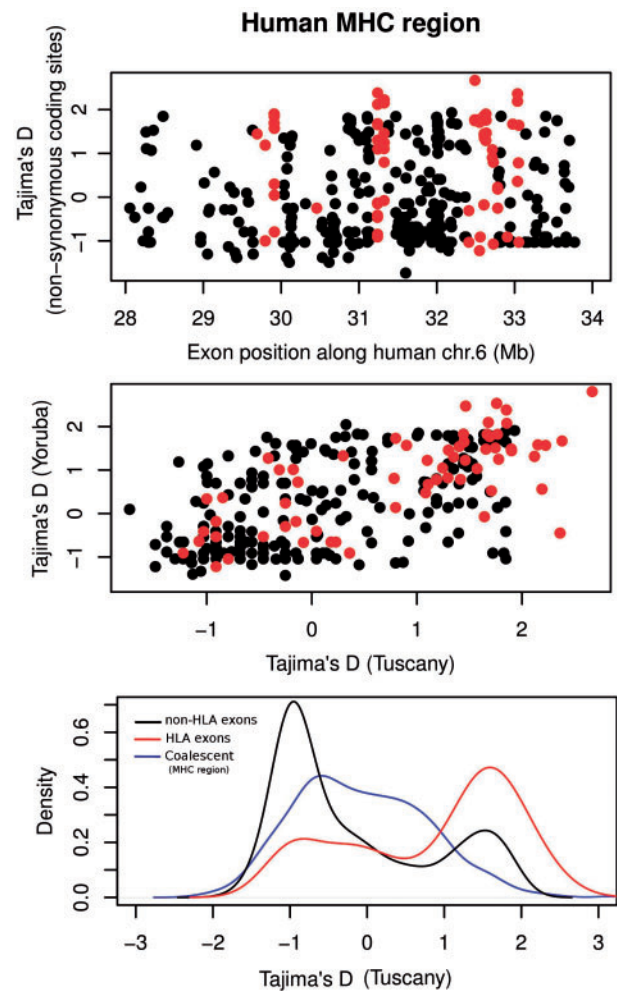 Human MHC region
Tajima's D
(non−synonymous coding sites)
2
1
0
−1
28 29 30 31 32 33 34
Exon position along human chr.6 (Mb)
Tajima's D (Yoruba)
2
1
0
−1
−1 0 1 2
Tajima's D (Tuscany)
Density
0.6
0.4
0.2
0.0
non-HLA exons
HLA exons
Coalescent
(MHC region)
−3 −2 −1 0 1 2 3
Tajima's D (Tuscany)